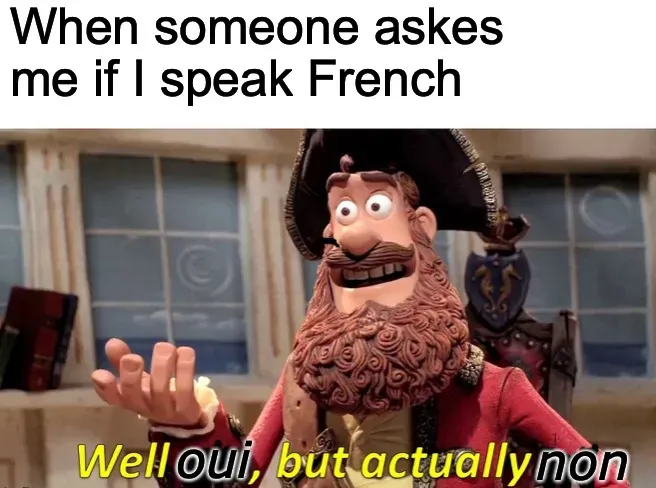 When someone askes
me if I speak French
Well oui, but actually non